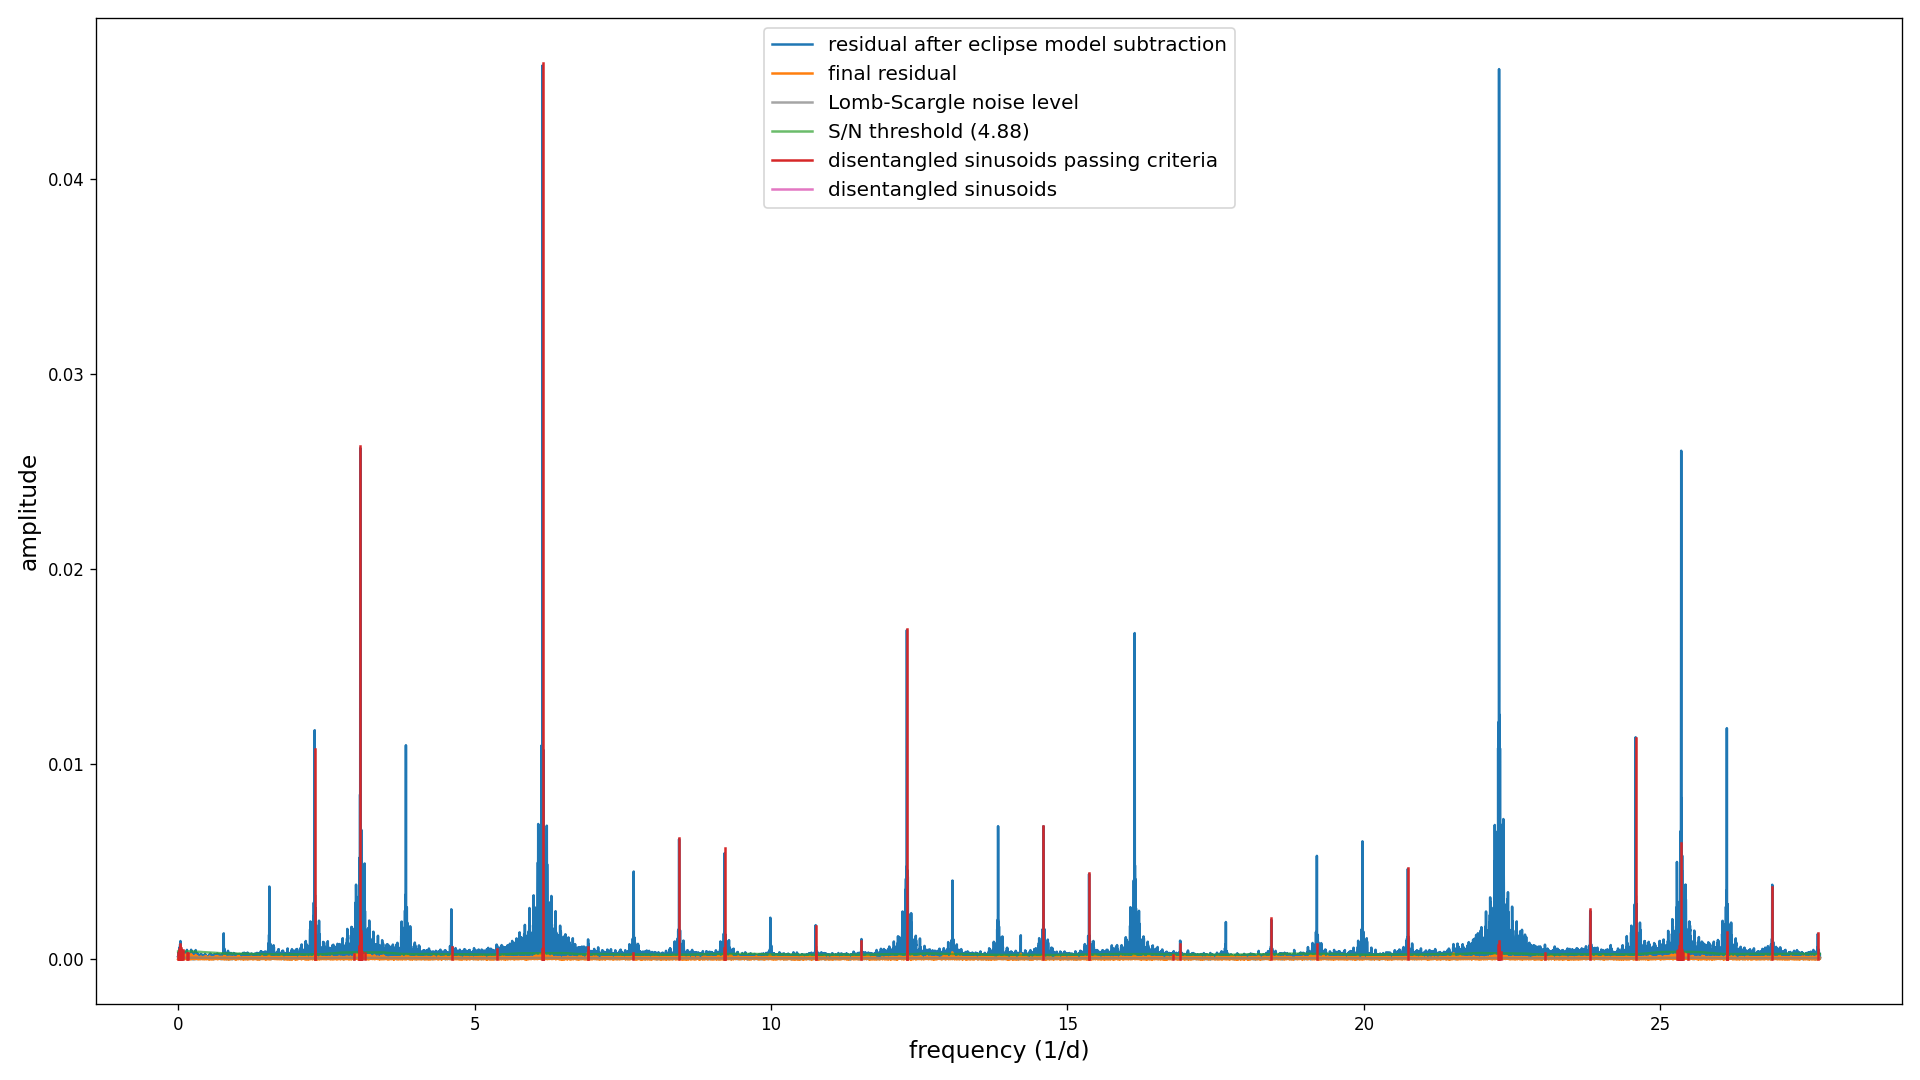 residual after eclipse model subtraction
final residual
Lomb-Scargle noise level
S/N threshold (4.88)
disentangled sinusoids passing criteria
disentangled sinusoids
amplitude
0.04
0.03
0.02
0.01
0.00
0 5 10 15 20 25
frequency (1/d)